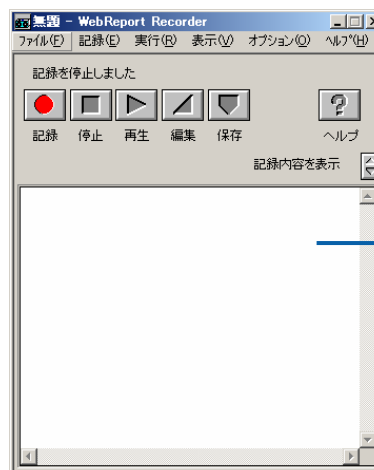 無題 - WebReport Recorder
ファイル(F) 記録(E) 実行(R) 表示(V) オプション(O) ヘルプ(H)
記録を停止しました
記録 停止 再生 編集 保存 ヘルプ
記録内容を表示